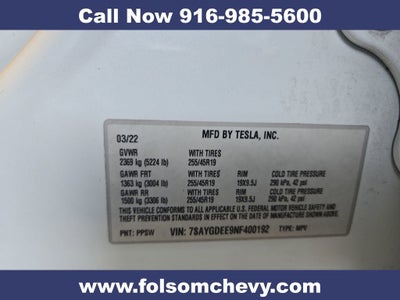 Call Now 916-985-5600
03/22 MFD BY TESLA, INC.
GVWR WITH TIRES
2369 kg (5224 lb) 255/45R19
GAWR FRT WITH TIRES RIM COLD TIRE PRESSURE
1363 kg (3004 lb) 255/45R19 19X9.5J 290 kPa, 42 psi
GAWR RR WITH TIRES RIM COLD TIRE PRESSURE
1500 kg (3306 lb) 255/45R19 19X9.5J 290 kPa, 42 psi
THIS VEHICLE CONFORMS TO ALL APPLICABLE U.S. FEDERAL MOTOR VEHICLE
SAFETY, BUMPER, AND THEFT PREVENTION STANDARDS IN EFFECT ON THE DATE
OF MANUFACTURE SHOWN ABOVE.
PNT: PPSW VIN: 7SAYGDEE9NF400192 TYPE: MPV
www.folsomchevy.com